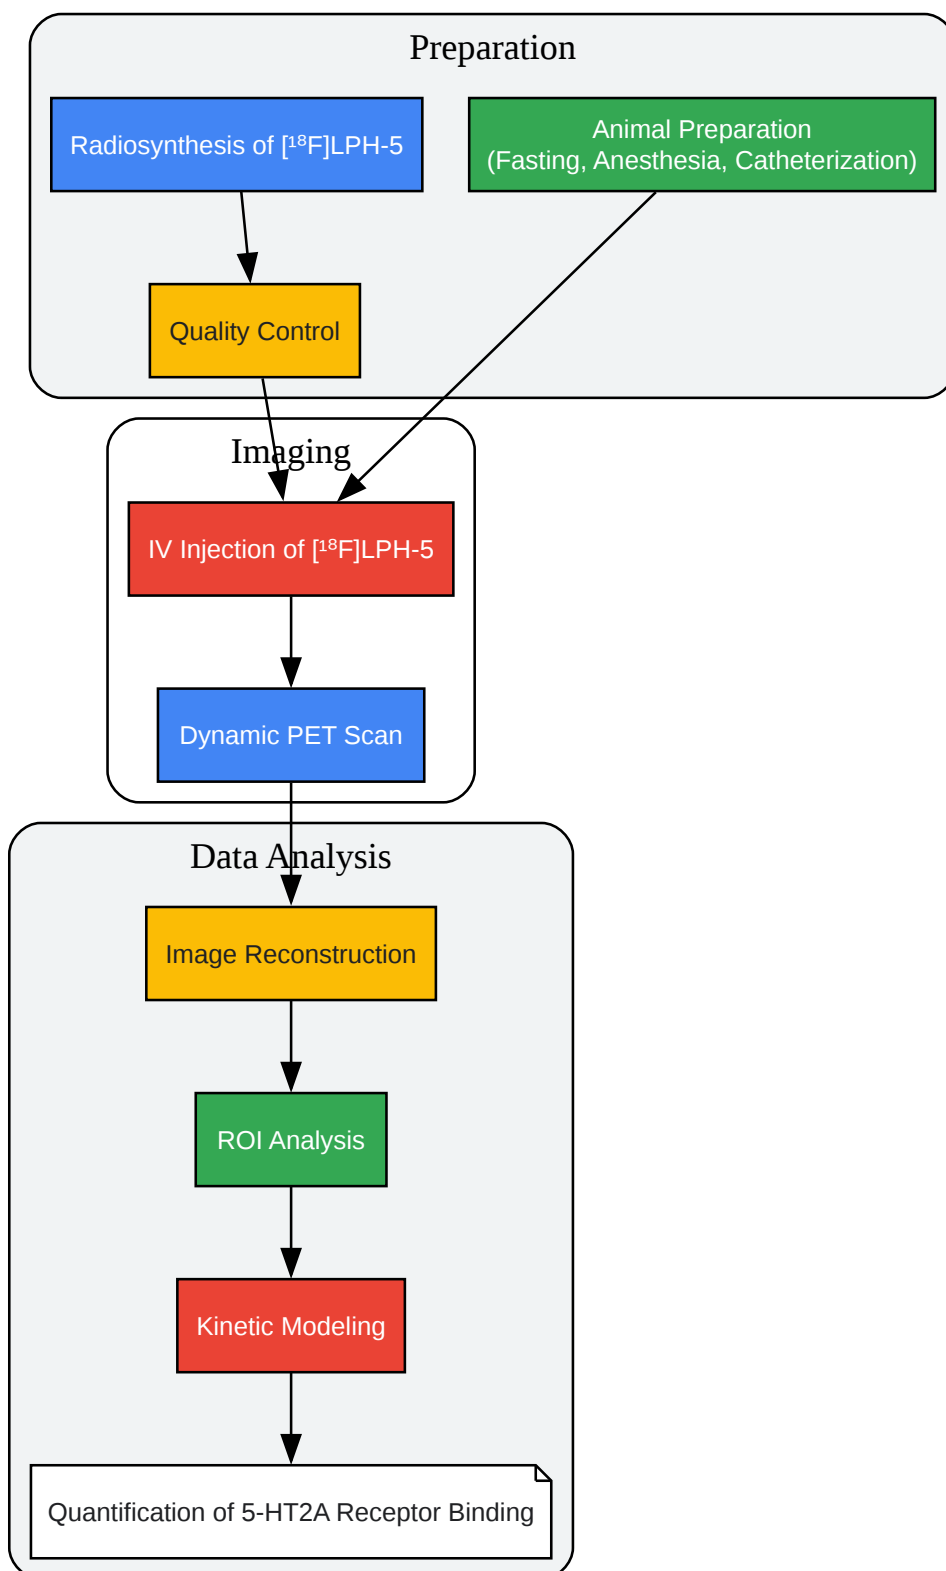 Preparation
Radiosynthesis of [¹⁸F]LPH-5
Animal Preparation
(Fasting, Anesthesia, Catheterization)
Quality Control
Imaging
IV Injection of [¹⁸F]LPH-5
Dynamic PET Scan
Data Analysis
Image Reconstruction
ROI Analysis
Kinetic Modeling
Quantification of 5-HT2A Receptor Binding